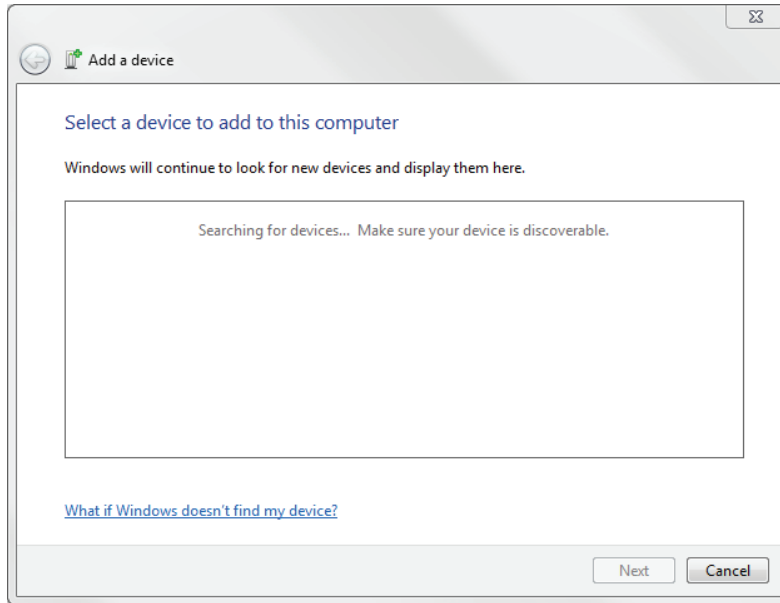 Add a device
Select a device to add to this computer
Windows will continue to look for new devices and display them here.
Searching for devices... Make sure your device is discoverable.
What if Windows doesn't find my device?
Next
Cancel